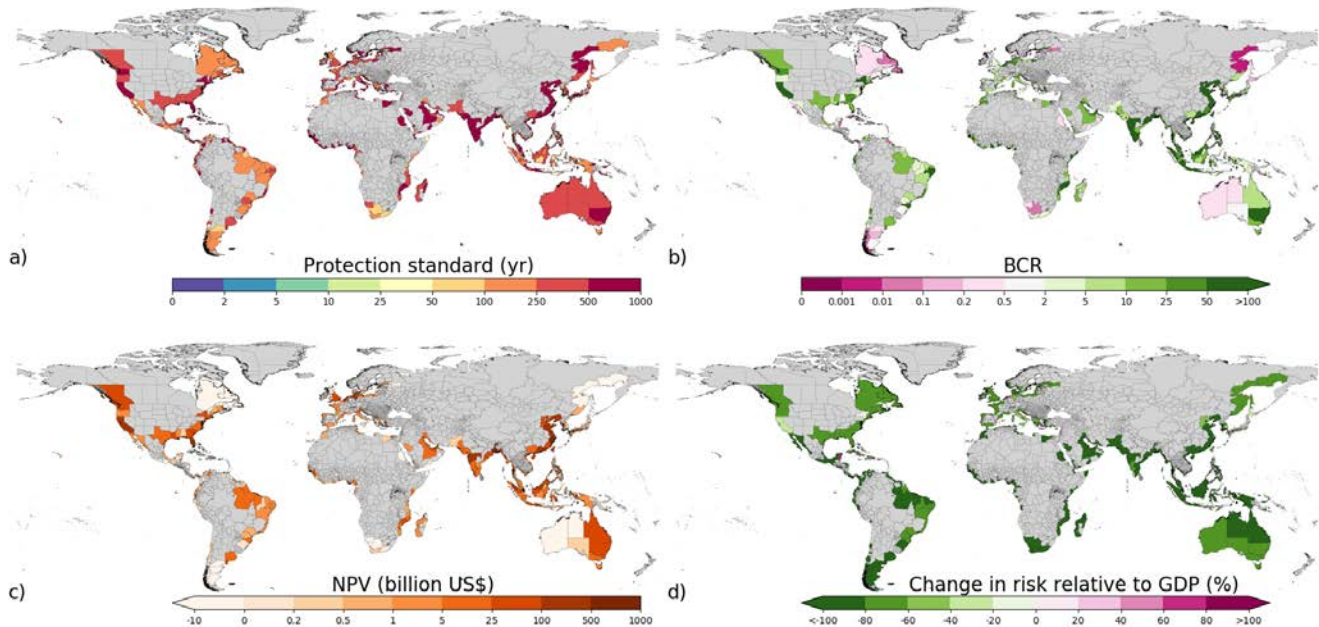 a)
Protection standard (yr)
0 2 5 10 25 50 100 250 500 1000
b)
BCR
0 0.001 0.01 0.1 0.2 0.5 2 5 10 25 50 >100
c)
NPV (billion US$)
-10 0 0.2 0.5 1 5 25 100 500 1000
d)
Change in risk relative to GDP (%)
<-100 -80 -60 -40 -20 0 20 40 60 80 >100